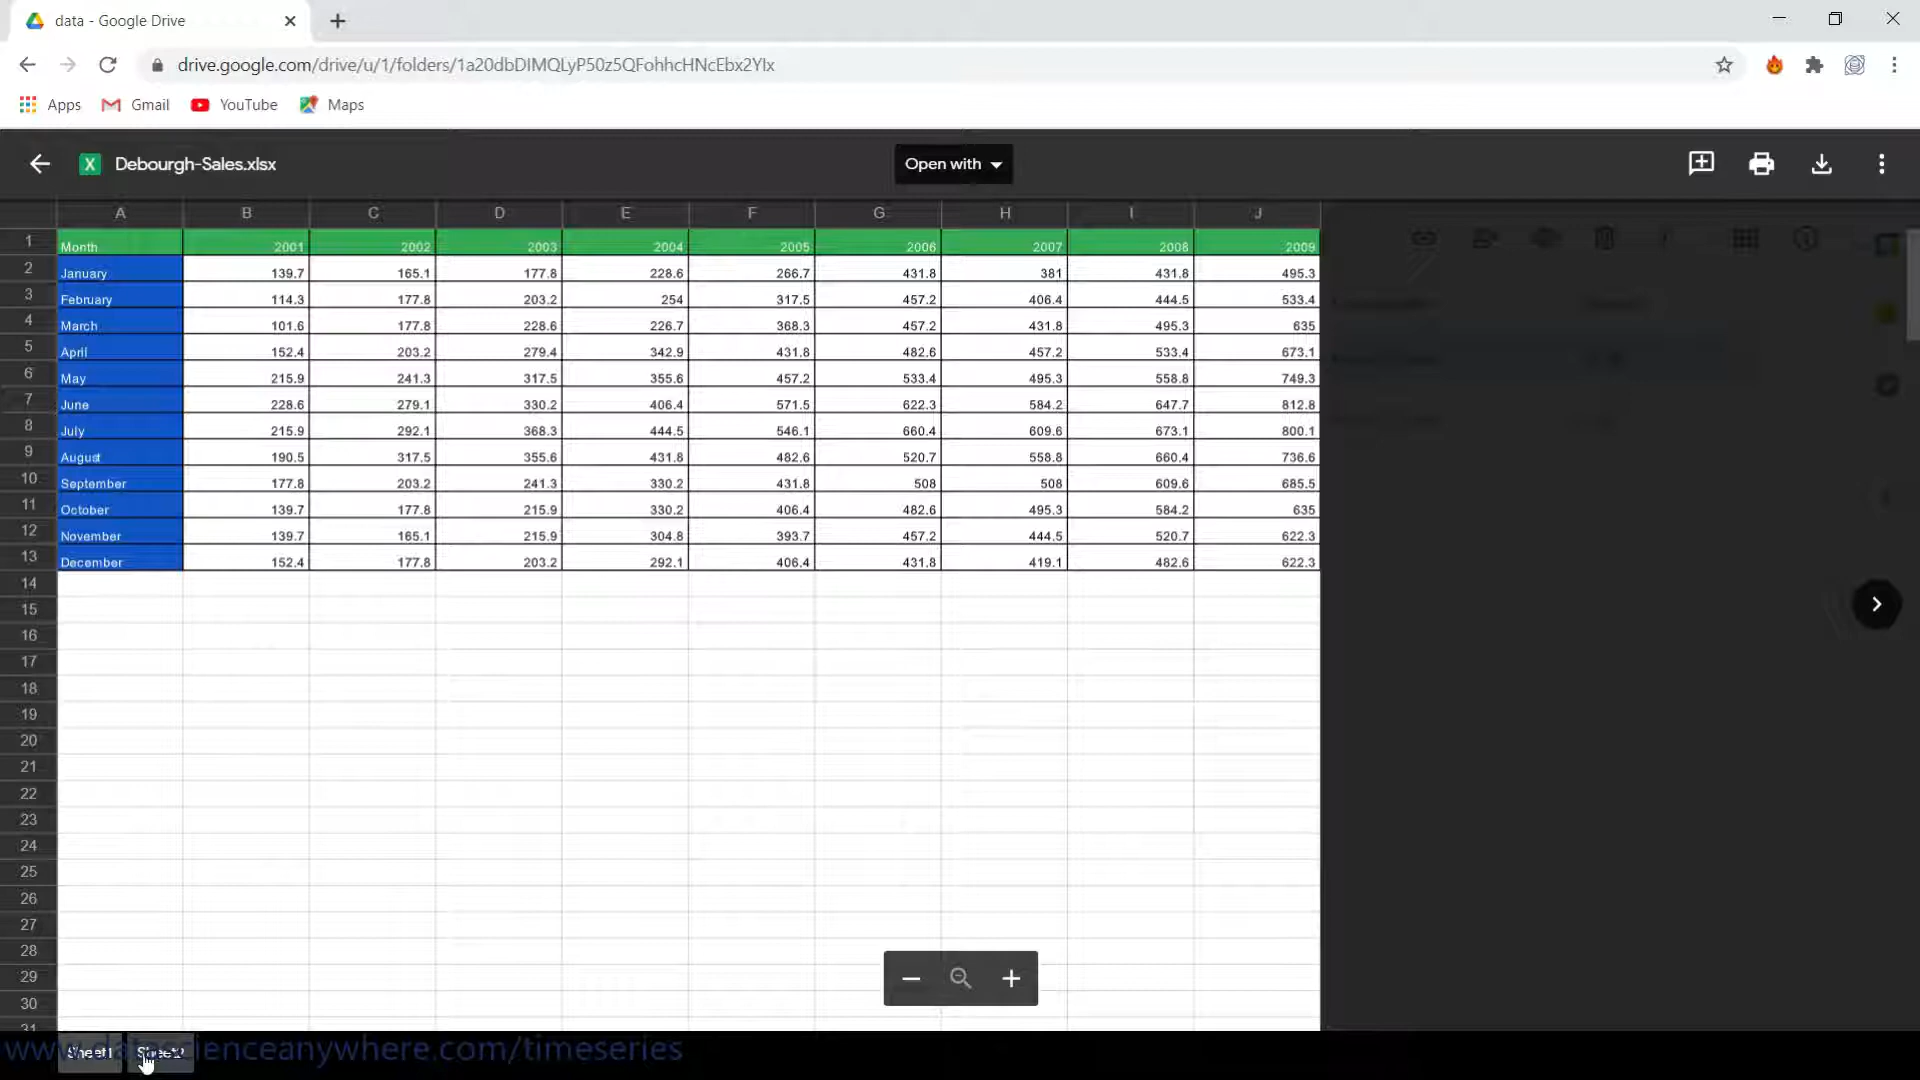 data - Google Drive
drive.google.com/drive/u/1/folders/1a20dbDIMQLyP50z5QFohhcHNcEbx2YIx
Apps Gmail YouTube Maps
X Debourgh-Sales.xlsx Open with
A B C D E F G H I J
1 Month 2001 2002 2003 2004 2005 2006 2007 2008 2009
2 January 139.7 165.1 177.8 228.6 266.7 431.8 381 431.8 495.3
3 February 114.3 177.8 203.2 254 317.5 457.2 406.4 444.5 533.4
4 March 101.6 177.8 228.6 226.7 368.3 457.2 431.8 495.3 635
5 April 152.4 203.2 279.4 342.9 431.8 482.6 457.2 533.4 673.1
6 May 215.9 241.3 317.5 355.6 457.2 533.4 495.3 558.8 749.3
7 June 228.6 279.1 330.2 406.4 571.5 622.3 584.2 647.7 812.8
8 July 215.9 292.1 368.3 444.5 546.1 660.4 609.6 673.1 800.1
9 August 190.5 317.5 355.6 431.8 482.6 520.7 558.8 660.4 736.6
10 September 177.8 203.2 241.3 330.2 431.8 508 508 609.6 685.5
11 October 139.7 177.8 215.9 330.2 406.4 482.6 495.3 584.2 635
12 November 139.7 165.1 215.9 304.8 393.7 457.2 444.5 520.7 622.3
13 December 152.4 177.8 203.2 292.1 406.4 431.8 419.1 482.6 622.3
14
15
16
17
18
19
20
21
22
23
24
25
26
27
28
29
30
31
Sheet1 Sheet2
www.datascienceanywhere.com/timeseries